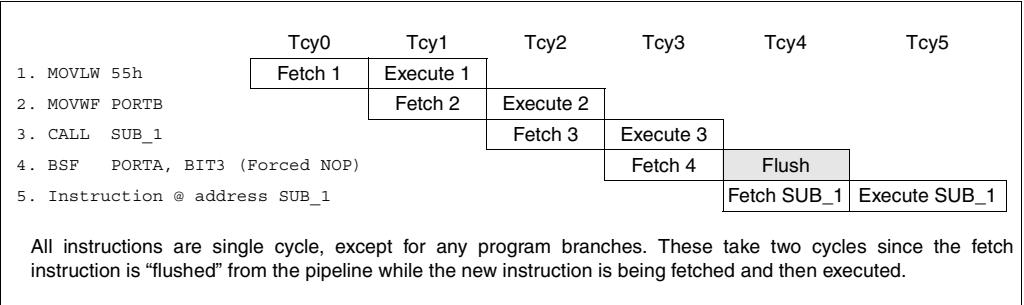 Tcy0 Tcy1 Tcy2 Tcy3 Tcy4 Tcy5
1. MOVLW 55h Fetch 1 Execute 1
2. MOVWF PORTB Fetch 2 Execute 2
3. CALL SUB_1 Fetch 3 Execute 3
4. BSF PORTA, BIT3 (Forced NOP) Fetch 4 Flush
5. Instruction @ address SUB_1 Fetch SUB_1 Execute SUB_1
All instructions are single cycle, except for any program branches. These take two cycles since the fetch
instruction is “flushed” from the pipeline while the new instruction is being fetched and then executed.